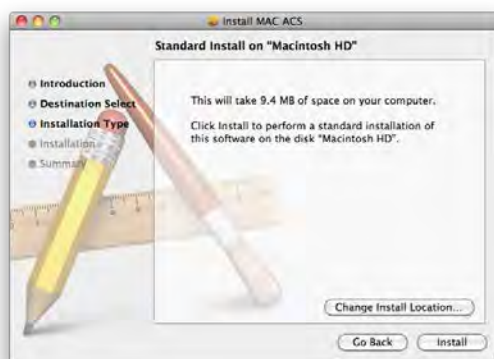 Install MAC ACS
Standard Install on "Macintosh HD"
Introduction
Destination Select
Installation Type
Installation
Summary
This will take 9.4 MB of space on your computer.
Click Install to perform a standard installation of
this software on the disk "Macintosh HD".
Change Install Location...
Go Back
Install